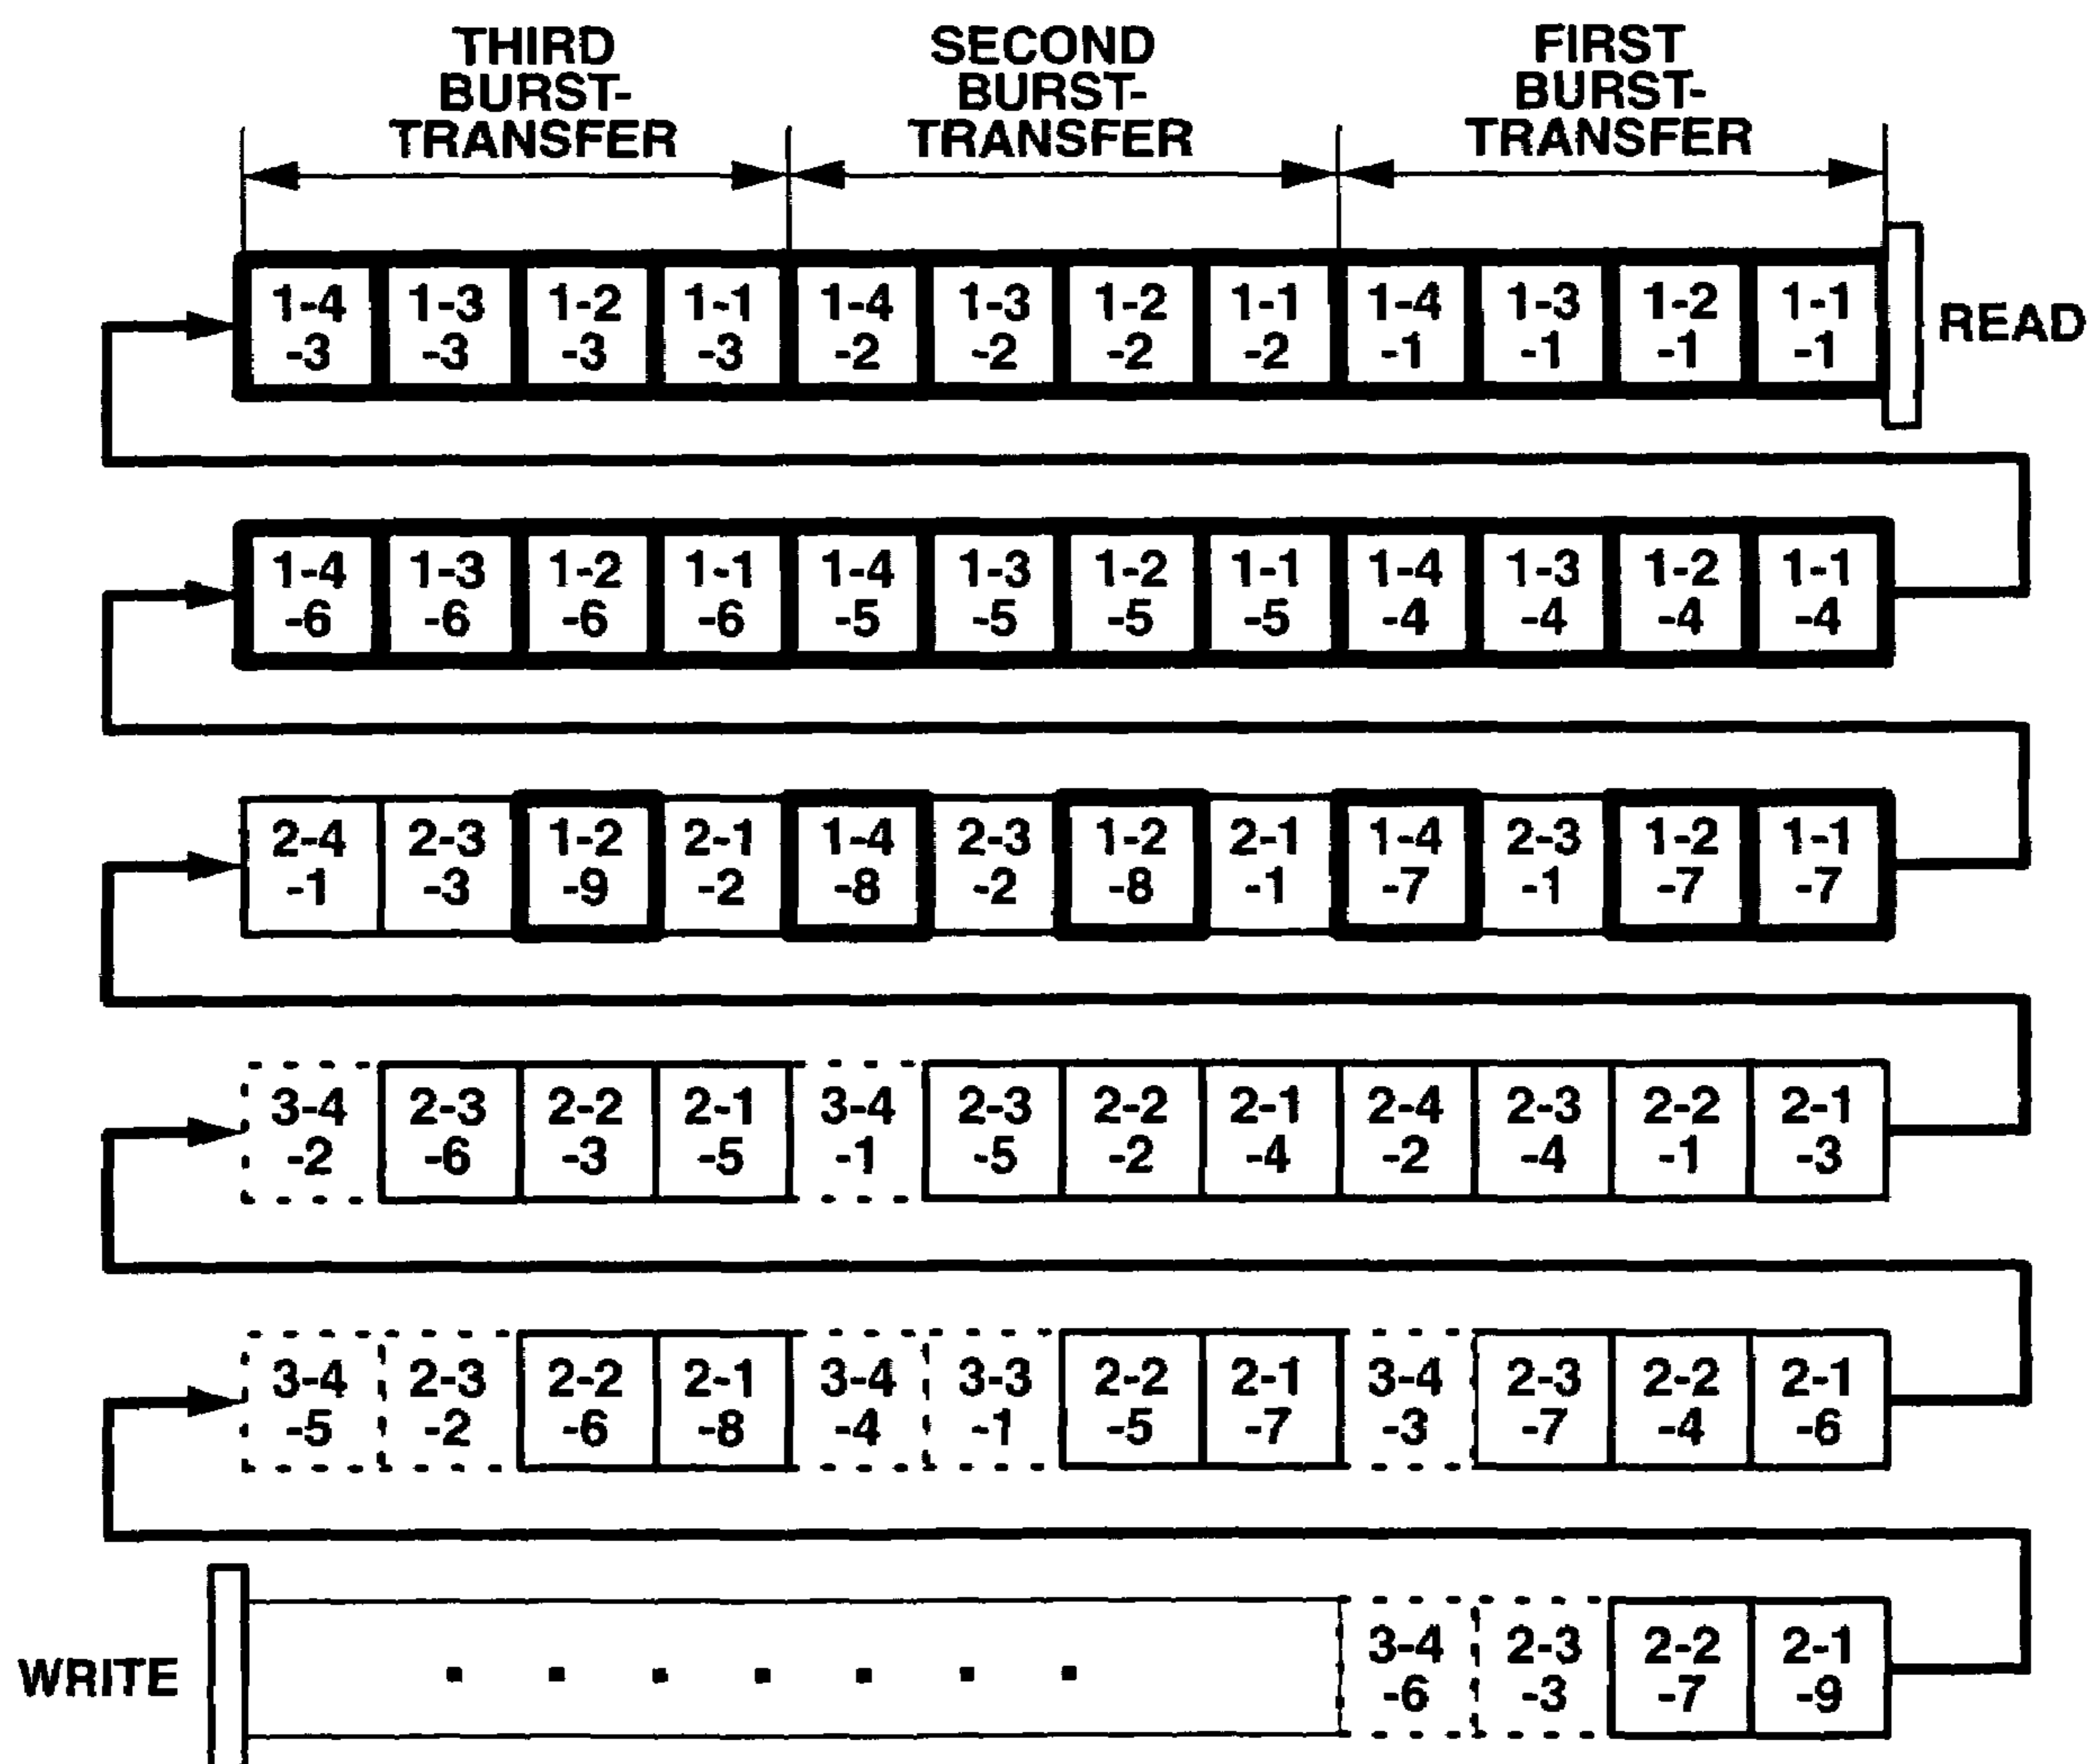 THIRD BURST-TRANSFER
SECOND BURST-TRANSFER
FIRST BURST-TRANSFER
1-4 1-3 1-2 1-1 1-4 1-3 1-2 1-1 1-4 1-3 1-2 1-1
-3 -3 -3 -3 -2 -2 -2 -2 -1 -1 -1 -1
READ
1-4 1-3 1-2 1-1 1-4 1-3 1-2 1-1 1-4 1-3 1-2 1-1
-6 -6 -6 -6 -5 -5 -5 -5 -4 -4 -4 -4
2-4 2-3 1-2 2-1 1-4 2-3 1-2 2-1 1-4 2-3 1-2 1-1
-1 -3 -9 -2 -8 -2 -8 -1 -7 -1 -7 -7
3-4 2-3 2-2 2-1 3-4 2-3 2-2 2-1 2-4 2-3 2-2 2-1
-2 -6 -3 -5 -1 -5 -2 -4 -2 -4 -1 -3
3-4 2-3 2-2 2-1 3-4 3-3 2-2 2-1 3-4 2-3 2-2 2-1
-5 -2 -6 -8 -4 -1 -5 -7 -3 -7 -4 -6
WRITE
3-4 2-3 2-2 2-1
-6 -3 -7 -9